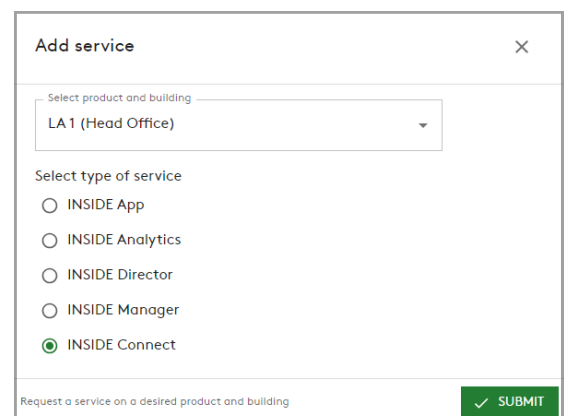 Add service
Select product and building
LA 1 (Head Office)
Select type of service
INSIDE App
INSIDE Analytics
INSIDE Director
INSIDE Manager
INSIDE Connect
Request a service on a desired product and building
SUBMIT